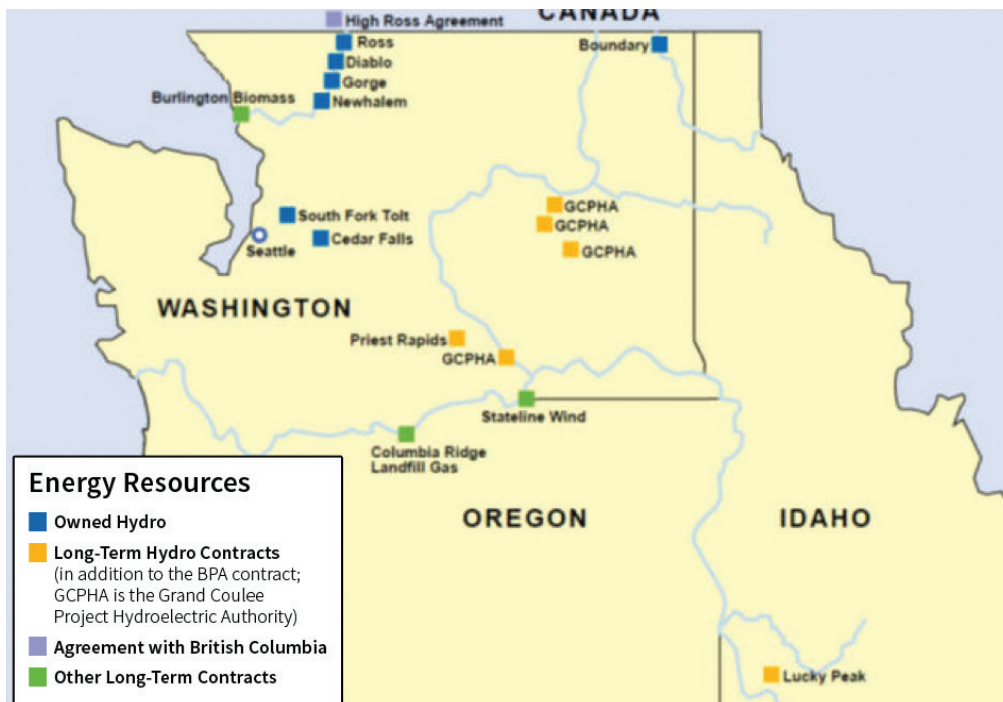 CANADA
High Ross Agreement
Ross
Boundary
Diablo
Gorge
Burlington Biomass
Newhalem
GCPHA
South Fork Tolt
GCPHA
Seattle
Cedar Falls
GCPHA
WASHINGTON
Priest Rapids
GCPHA
Stateline Wind
Columbia Ridge
Landfill Gas
Energy Resources
Owned Hydro
Long-Term Hydro Contracts
(in addition to the BPA contract;
GCPHA is the Grand Coulee
Project Hydroelectric Authority)
Agreement with British Columbia
Other Long-Term Contracts
OREGON
IDAHO
Lucky Peak